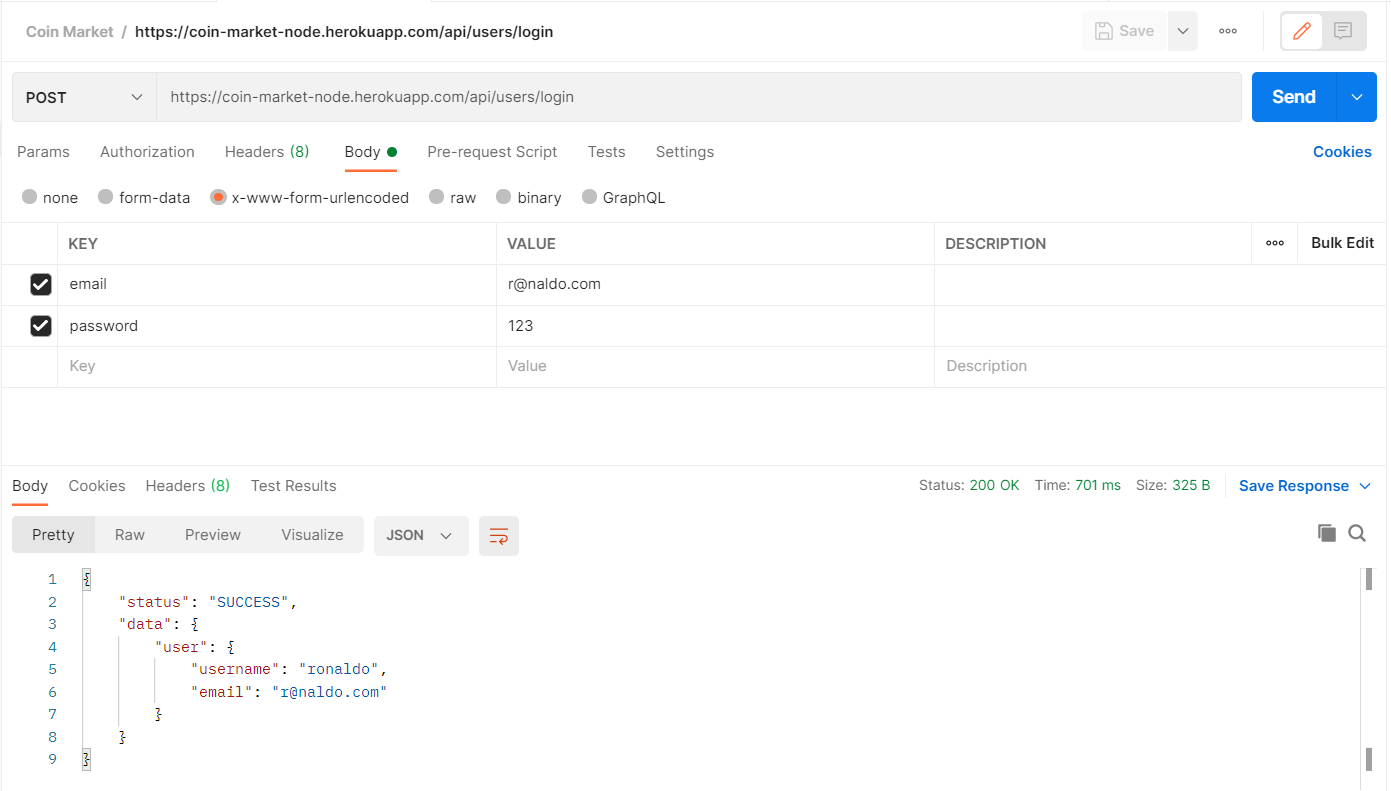 Coin Market / https://coin-market-node.herokuapp.com/api/users/login Save
POST https://coin-market-node.herokuapp.com/api/users/login Send
Params Authorization Headers (8) Body Pre-request Script Tests Settings Cookies
none form-data x-www-form-urlencoded raw binary GraphQL
KEY VALUE DESCRIPTION Bulk Edit
email r@naldo.com
password 123
Key Value Description
Body Cookies Headers (8) Test Results Status: 200 OK Time: 701 ms Size: 325 B Save Response
Pretty Raw Preview Visualize JSON
1 {
2 "status": "SUCCESS",
3 "data": {
4 "user": {
5 "username": "ronaldo",
6 "email": "r@naldo.com"
7 }
8 }
9 }